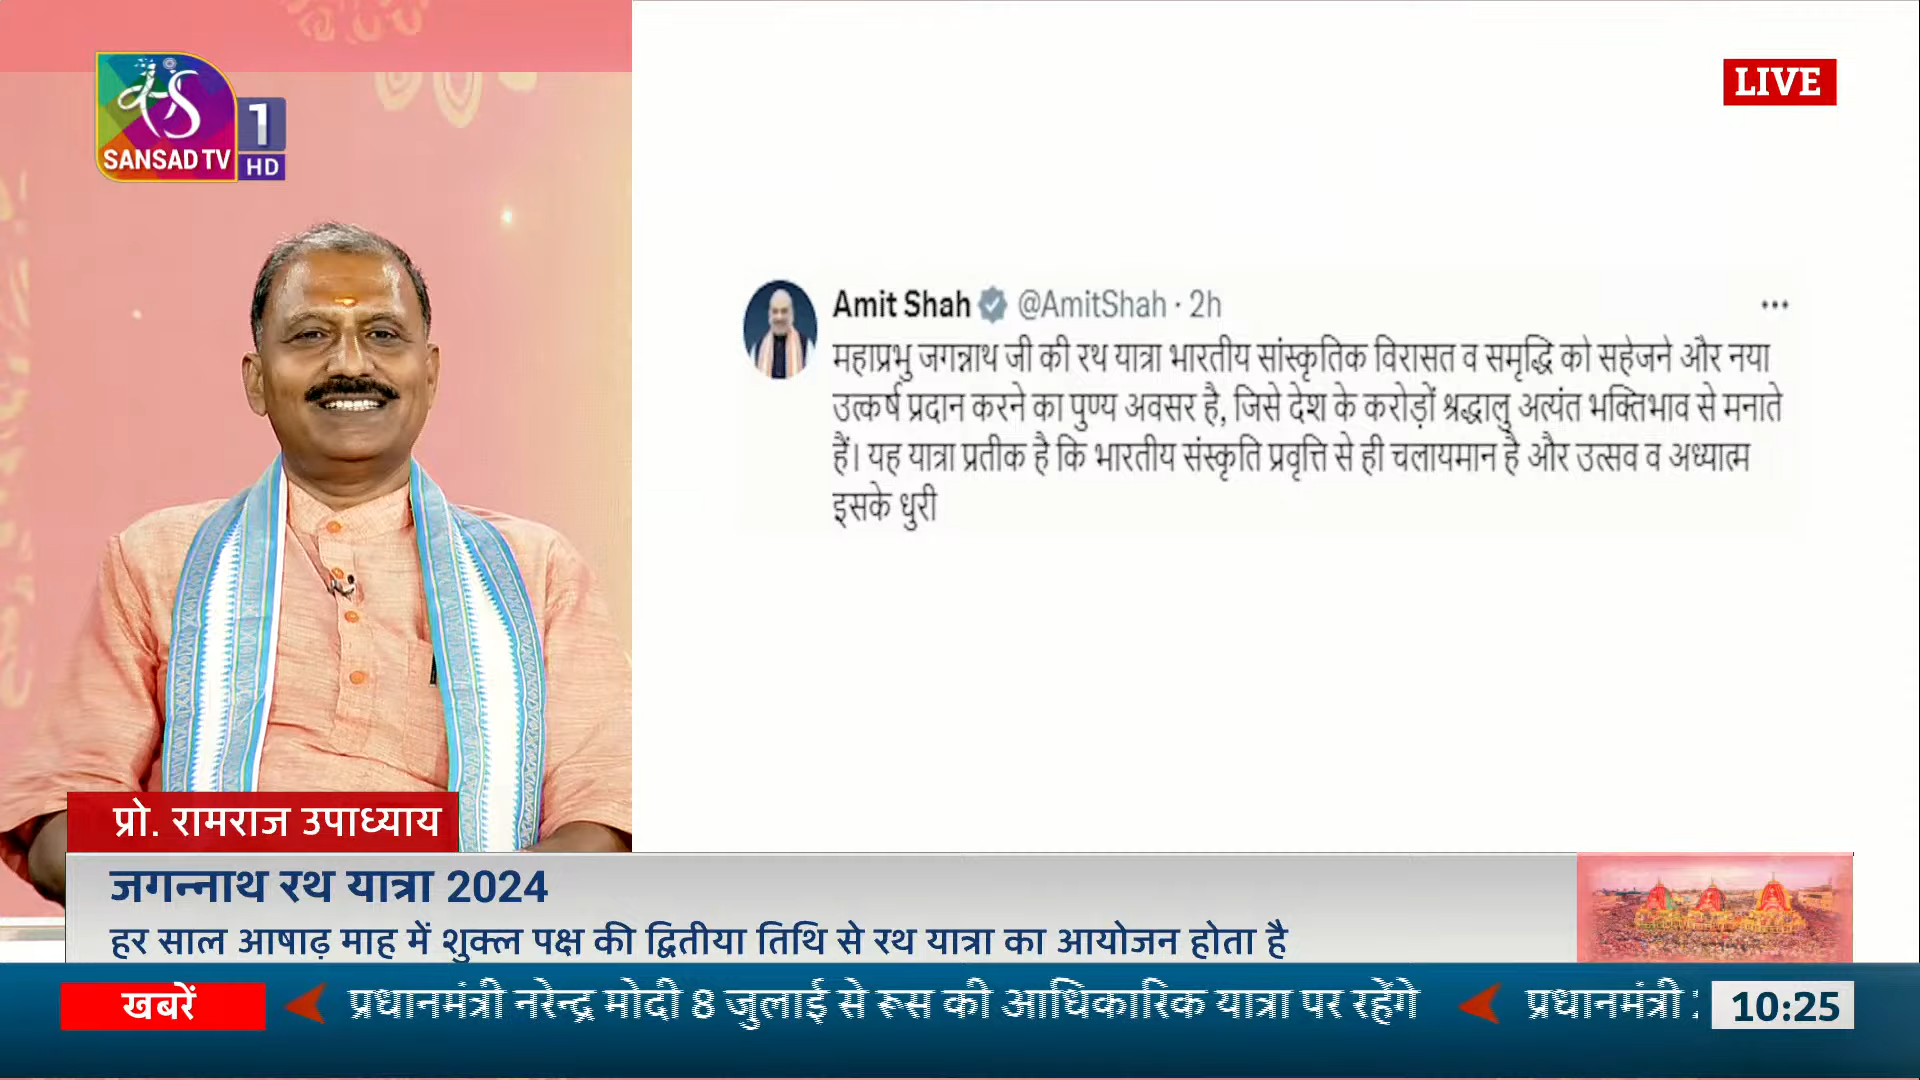 SANSAD TV
1
HD
LIVE
Amit Shah @AmitShah · 2h
महाप्रभु जगन्नाथ जी की रथ यात्रा भारतीय सांस्कृतिक विरासत व समृद्धि को सहेजने और नया
उत्कर्ष प्रदान करने का पुण्य अवसर है, जिसे देश के करोड़ों श्रद्धालु अत्यंत भक्तिभाव से मनाते
हैं। यह यात्रा प्रतीक है कि भारतीय संस्कृति प्रवृत्ति से ही चलायमान है और उत्सव व अध्यात्म
इसके धुरी
प्रो. रामराज उपाध्याय
जगन्नाथ रथ यात्रा 2024
हर साल आषाढ़ माह में शुक्ल पक्ष की द्वितीया तिथि से रथ यात्रा का आयोजन होता है
खबरें प्रधानमंत्री नरेन्द्र मोदी 8 जुलाई से रूस की आधिकारिक यात्रा पर रहेंगे प्रधानमंत्री 10:25